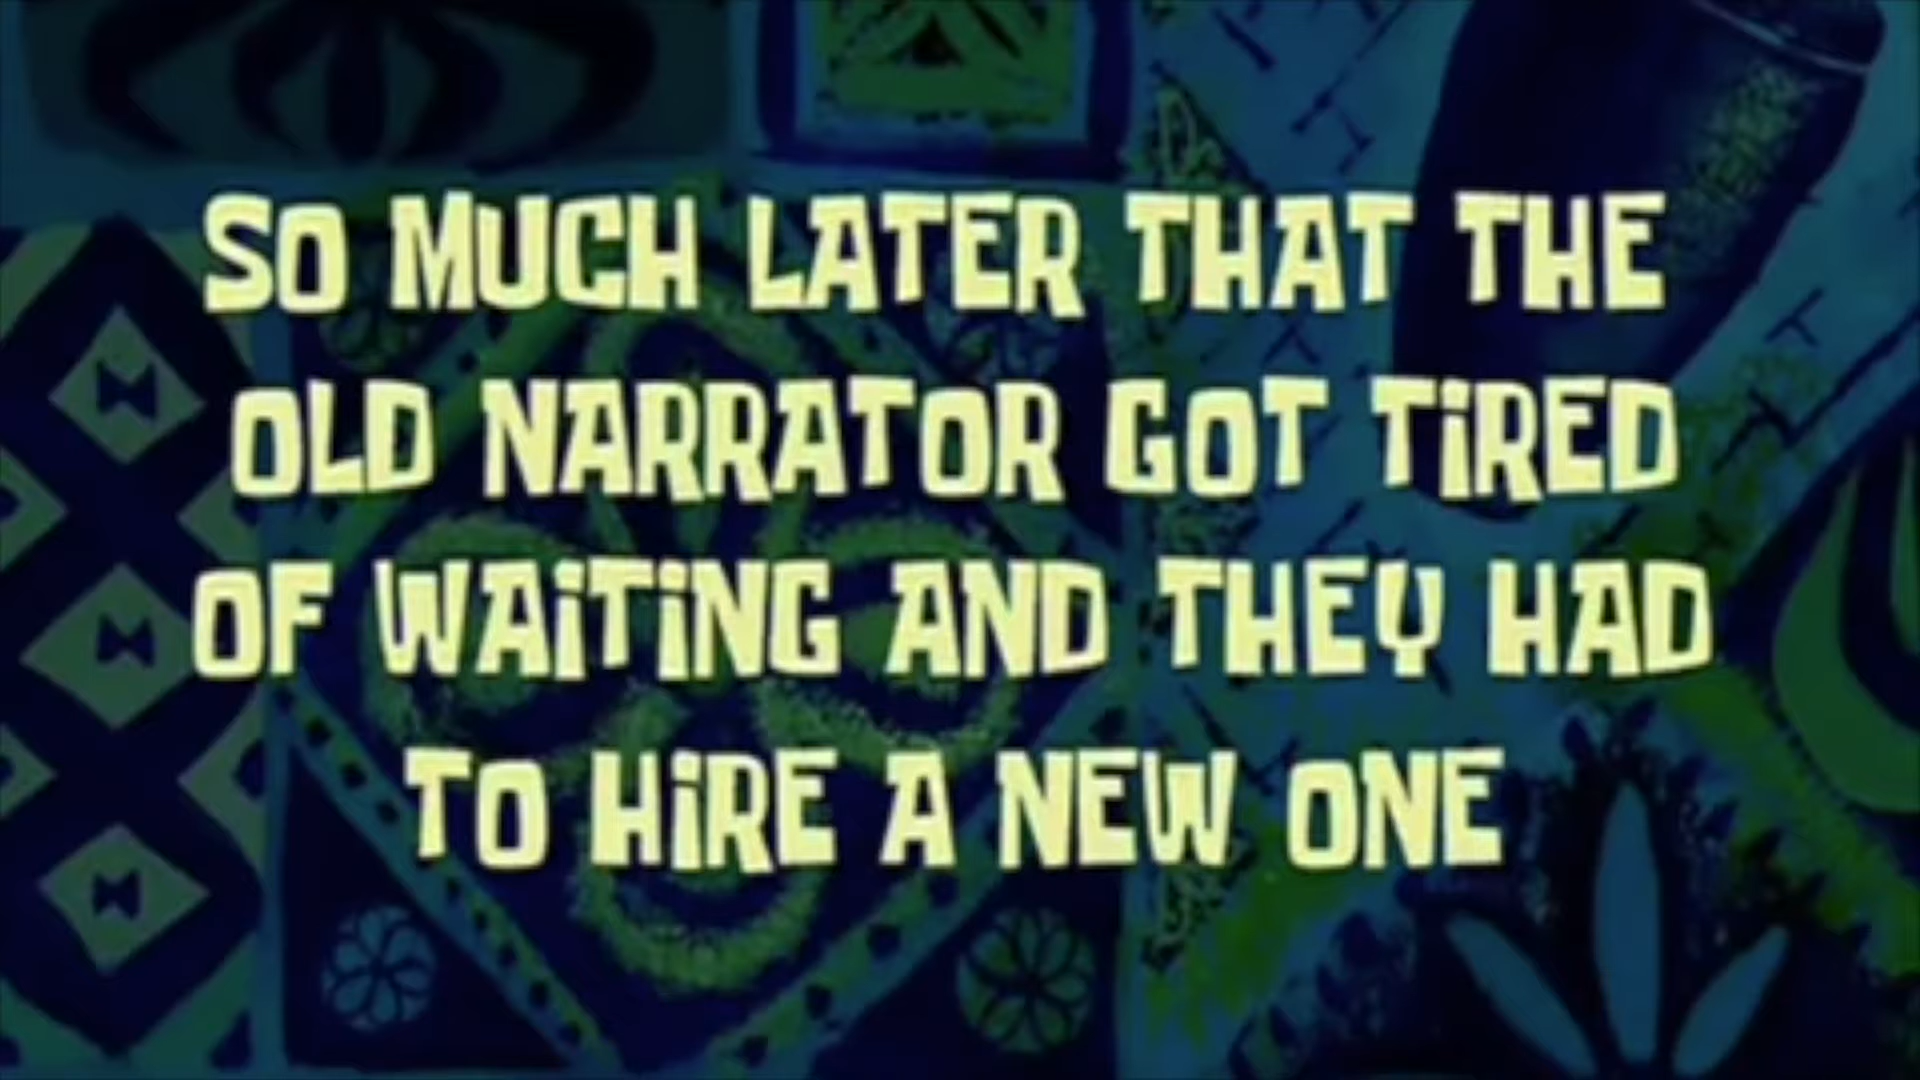 SO MUCH LATER THAT THE
OLD NARRATOR GOT TiRED
OF WAiTiNG AND THEY HAD
TO HiRE A NEW ONE